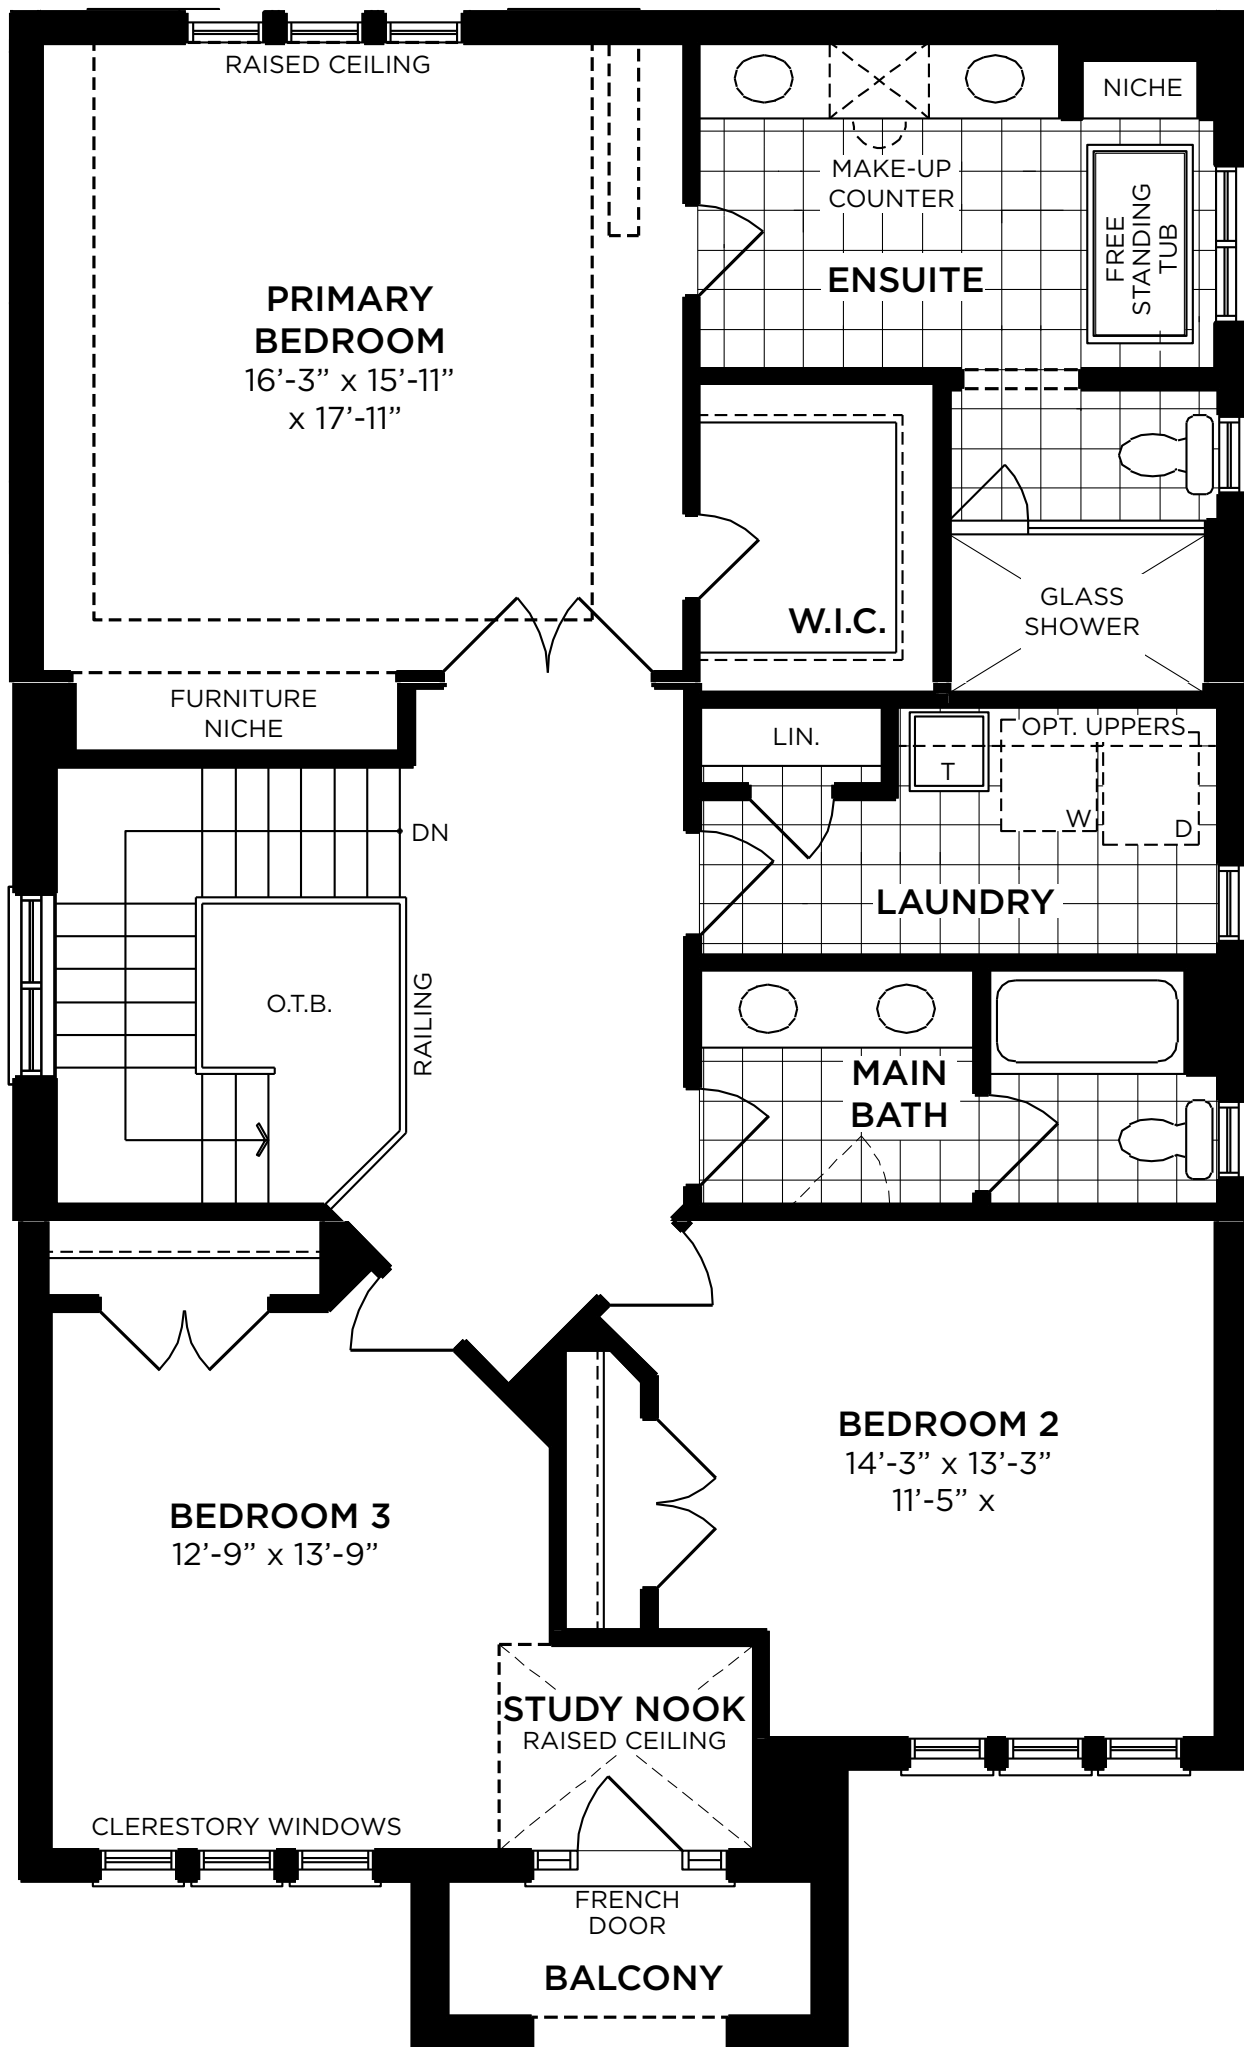 RAISED CEILING
NICHE
MAKE-UP
COUNTER
FREE
STANDING
TUB
ENSUITE
PRIMARY
BEDROOM
16'-3” x 15'-11”
x 17'-11”
W.I.C.
GLASS
SHOWER
FURNITURE
NICHE
LIN.
OPT. UPPERS
T
W
D
DN
LAUNDRY
O.T.B.
RAILING
MAIN
BATH
BEDROOM 2
14'-3” x 13'-3”
11'-5” x
BEDROOM 3
12'-9” x 13'-9”
STUDY NOOK
RAISED CEILING
CLERESTORY WINDOWS
FRENCH
DOOR
BALCONY